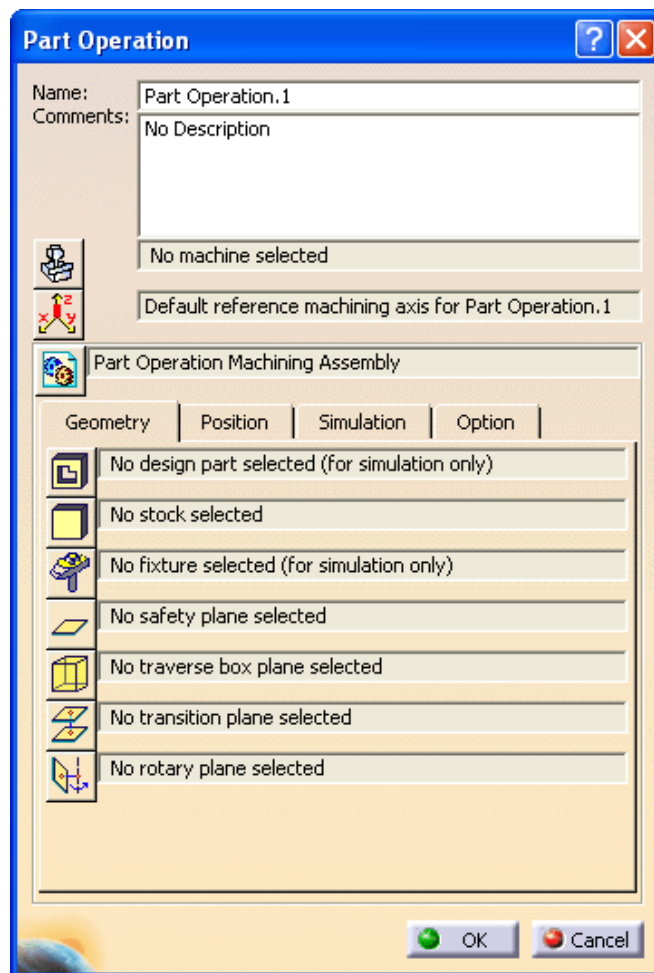 Part Operation
Name: Part Operation.1
Comments: No Description
No machine selected
z
x y
Default reference machining axis for Part Operation.1
Part Operation Machining Assembly
Geometry Position Simulation Option
No design part selected (for simulation only)
No stock selected
No fixture selected (for simulation only)
No safety plane selected
No traverse box plane selected
No transition plane selected
No rotary plane selected
OK Cancel